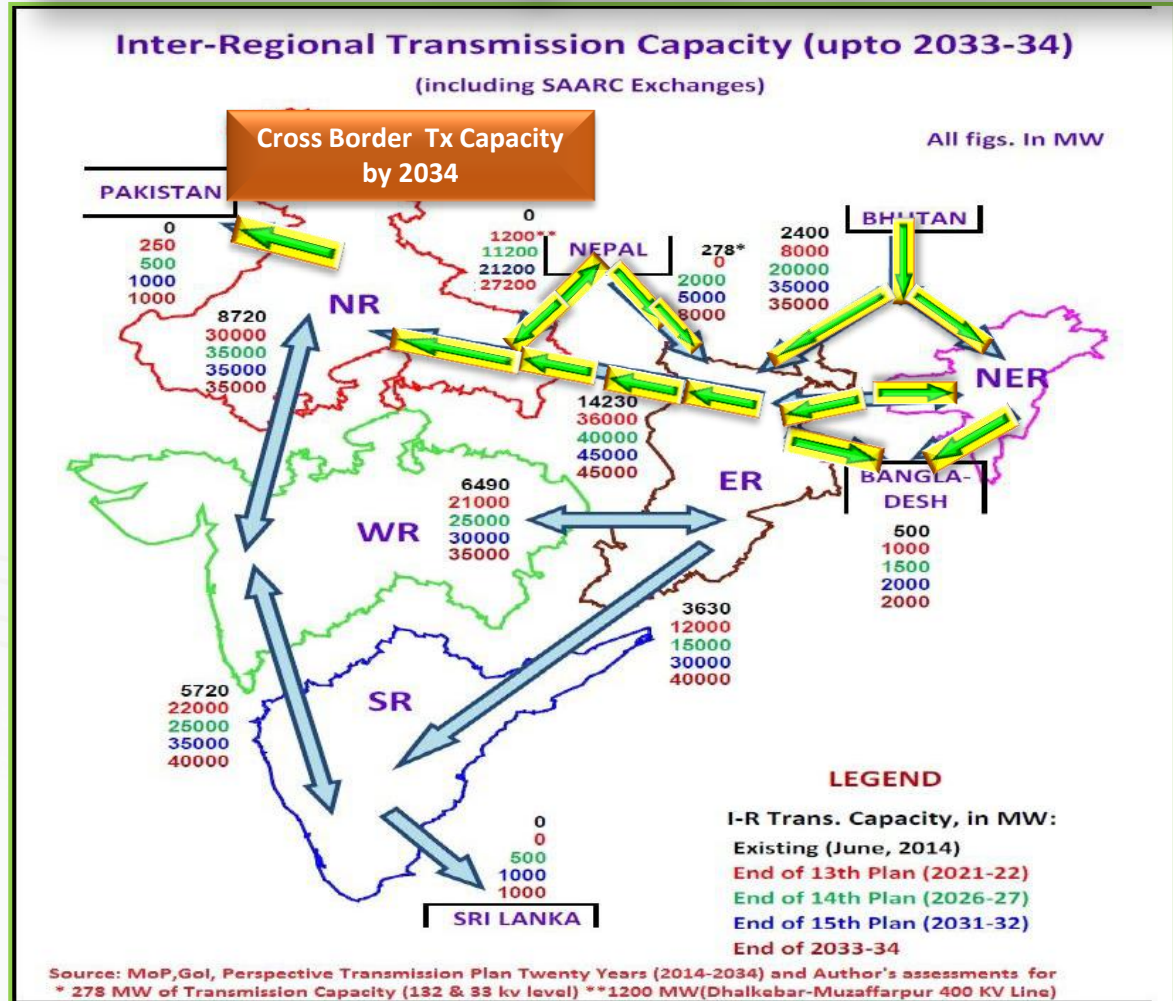 Inter-Regional Transmission Capacity (upto 2033-34)
(including SAARC Exchanges)
Cross Border Tx Capacity
by 2034
All figs. In MW
PAKISTAN
0
250
500
1000
1000
0
1200**
11200
21200
27200
NEPAL
278*
0
2000
5000
8000
2400
8000
20000
35000
35000
BHUTAN
NR
8720
30000
35000
35000
35000
NER
14230
36000
40000
45000
45000
ER
BANGLA-
DESH
500
1000
1500
2000
2000
WR
6490
21000
25000
30000
35000
3630
12000
15000
30000
40000
SR
5720
22000
25000
35000
40000
0
0
500
1000
1000
SRI LANKA
LEGEND
I-R Trans. Capacity, in MW:
Existing (June, 2014)
End of 13th Plan (2021-22)
End of 14th Plan (2026-27)
End of 15th Plan (2031-32)
End of 2033-34
Source: MoP,GoI, Perspective Transmission Plan Twenty Years (2014-2034) and Author's assessments for
* 278 MW of Transmission Capacity (132 & 33 kv level) **1200 MW(Dhalkebar-Muzaffarpur 400 KV Line)